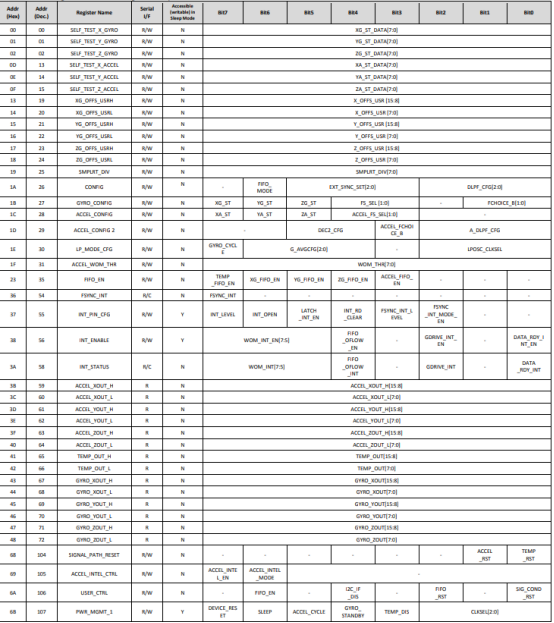 Addr (Hex) Addr (Dec.) Register Name Serial I/F Accessible (writable) in Sleep Mode Bit7 Bit6 Bit5 Bit4 Bit3 Bit2 Bit1 Bit0
00 00 SELF_TEST_X_GYRO R/W N XG_ST_DATA[7:0]
01 01 SELF_TEST_Y_GYRO R/W N YG_ST_DATA[7:0]
02 02 SELF_TEST_Z_GYRO R/W N ZG_ST_DATA[7:0]
0D 13 SELF_TEST_X_ACCEL R/W N XA_ST_DATA[7:0]
0E 14 SELF_TEST_Y_ACCEL R/W N YA_ST_DATA[7:0]
0F 15 SELF_TEST_Z_ACCEL R/W N ZA_ST_DATA[7:0]
13 19 XG_OFFS_USRH R/W N X_OFFS_USR [15:8]
14 20 XG_OFFS_USRL R/W N X_OFFS_USR [7:0]
15 21 YG_OFFS_USRH R/W N Y_OFFS_USR [15:8]
16 22 YG_OFFS_USRL R/W N Y_OFFS_USR [7:0]
17 23 ZG_OFFS_USRH R/W N Z_OFFS_USR [15:8]
18 24 ZG_OFFS_USRL R/W N Z_OFFS_USR [7:0]
19 25 SMPLRT_DIV R/W N SMPLRT_DIV[7:0]
1A 26 CONFIG R/W N - FIFO_MODE EXT_SYNC_SET[2:0] DLPF_CFG[2:0]
1B 27 GYRO_CONFIG R/W N XG_ST YG_ST ZG_ST FS_SEL [1:0] - FCHOICE_B[1:0]
1C 28 ACCEL_CONFIG R/W N XA_ST YA_ST ZA_ST ACCEL_FS_SEL[1:0] -
1D 29 ACCEL_CONFIG 2 R/W N - DEC2_CFG ACCEL_FCHOICE_B A_DLPF_CFG
1E 30 LP_MODE_CFG R/W N GYRO_CYCLE G_AVGCFG[2:0] - LPOSC_CLKSEL
1F 31 ACCEL_WOM_THR R/W N WOM_THR[7:0]
23 35 FIFO_EN R/W N TEMP_FIFO_EN XG_FIFO_EN YG_FIFO_EN ZG_FIFO_EN ACCEL_FIFO_EN - - -
36 54 FSYNC_INT R/C N FSYNC_INT - - - - - - -
37 55 INT_PIN_CFG R/W Y INT_LEVEL INT_OPEN LATCH_INT_EN INT_RD_CLEAR FSYNC_INT_LEVEL FSYNC_INT_MODE_EN - -
38 56 INT_ENABLE R/W Y WOM_INT_EN[7:5] FIFO_OFLOW_EN - GDRIVE_INT_EN - DATA_RDY_INT_EN
3A 58 INT_STATUS R/C N WOM_INT[7:5] FIFO_OFLOW_INT - GDRIVE_INT - DATA_RDY_INT
3B 59 ACCEL_XOUT_H R N ACCEL_XOUT_H[15:8]
3C 60 ACCEL_XOUT_L R N ACCEL_XOUT_L[7:0]
3D 61 ACCEL_YOUT_H R N ACCEL_YOUT_H[15:8]
3E 62 ACCEL_YOUT_L R N ACCEL_YOUT_L[7:0]
3F 63 ACCEL_ZOUT_H R N ACCEL_ZOUT_H[15:8]
40 64 ACCEL_ZOUT_L R N ACCEL_ZOUT_L[7:0]
41 65 TEMP_OUT_H R N TEMP_OUT[15:8]
42 66 TEMP_OUT_L R N TEMP_OUT[7:0]
43 67 GYRO_XOUT_H R N GYRO_XOUT[15:8]
44 68 GYRO_XOUT_L R N GYRO_XOUT[7:0]
45 69 GYRO_YOUT_H R N GYRO_YOUT[15:8]
46 70 GYRO_YOUT_L R N GYRO_YOUT[7:0]
47 71 GYRO_ZOUT_H R N GYRO_ZOUT[15:8]
48 72 GYRO_ZOUT_L R N GYRO_ZOUT[7:0]
68 104 SIGNAL_PATH_RESET R/W N - - - - - - ACCEL_RST TEMP_RST
69 105 ACCEL_INTEL_CTRL R/W N ACCEL_INTEL_EN ACCEL_INTEL_MODE -
6A 106 USER_CTRL R/W N - FIFO_EN - I2C_IF_DIS - FIFO_RST - SIG_COND_RST
6B 107 PWR_MGMT_1 R/W Y DEVICE_RESET SLEEP ACCEL_CYCLE GYRO_STANDBY TEMP_DIS CLKSEL[2:0]